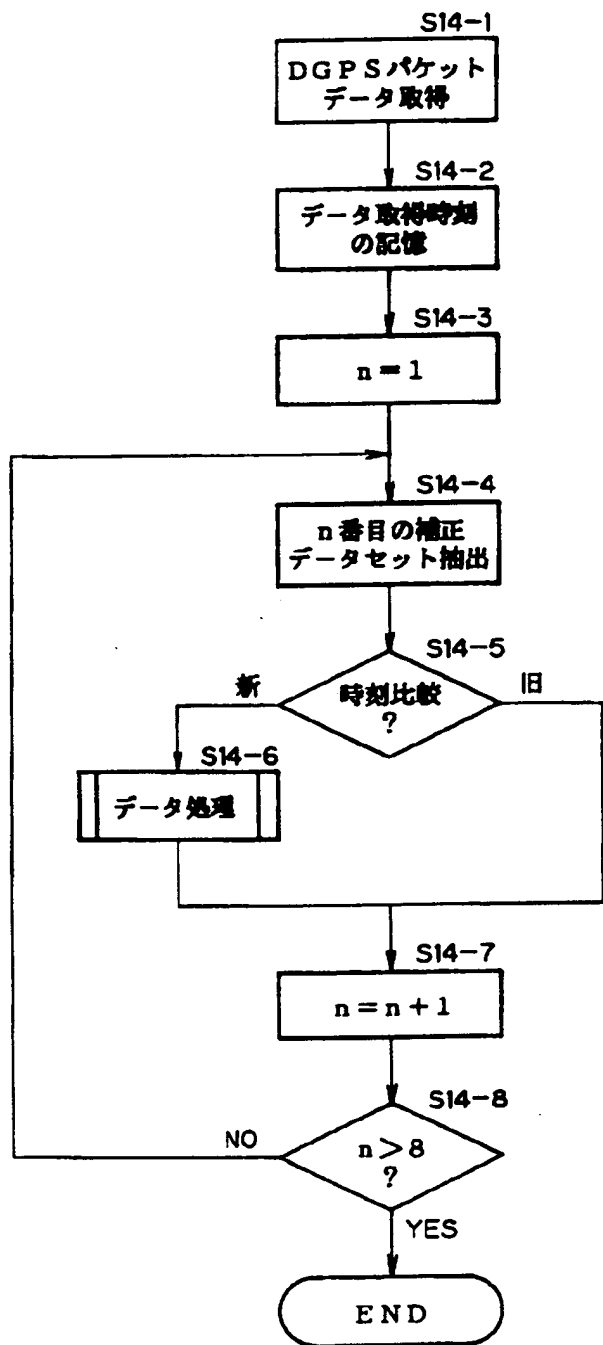 S14-1
DGPSパケット
データ取得
S14-2
データ取得時刻
の記憶
S14-3
n=1
S14-4
n番目の補正
データセット抽出
S14-5
新
時刻比較
?
旧
S14-6
データ処理
S14-7
n=n+1
S14-8
NO
n>8
?
YES
END